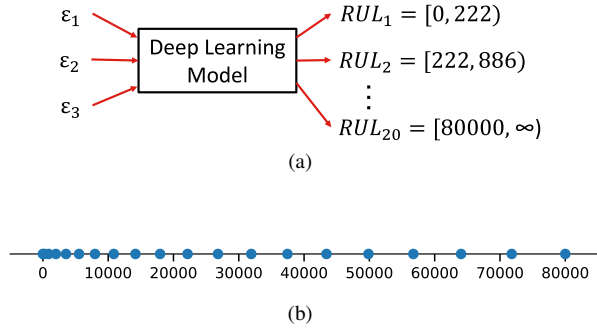 ε₁
ε₂
ε₃
Deep Learning
Model
RUL₁ = [0, 222)
RUL₂ = [222, 886)
⋮
RUL₂₀ = [80000, ∞)
(a)
0 10000 20000 30000 40000 50000 60000 70000 80000
(b)